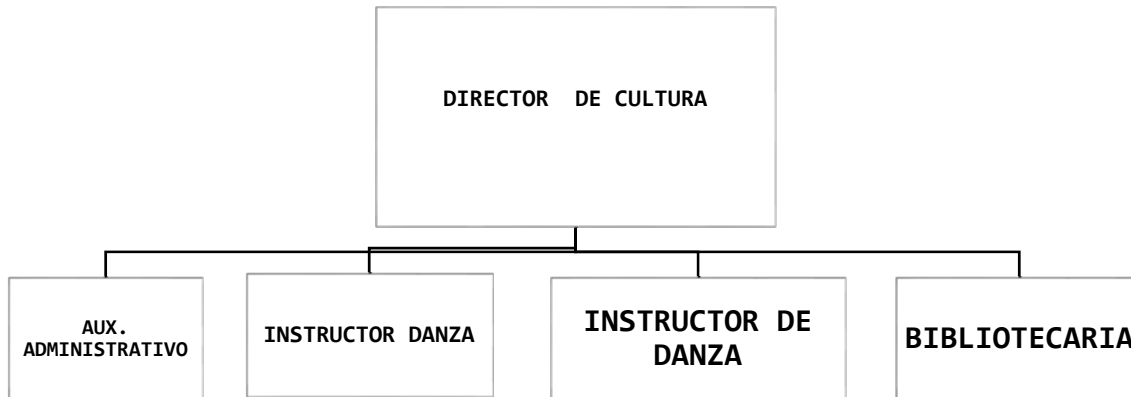 DIRECTOR DE CULTURA
AUX.
ADMINISTRATIVO
INSTRUCTOR DANZA
INSTRUCTOR DE
DANZA
BIBLIOTECARIA